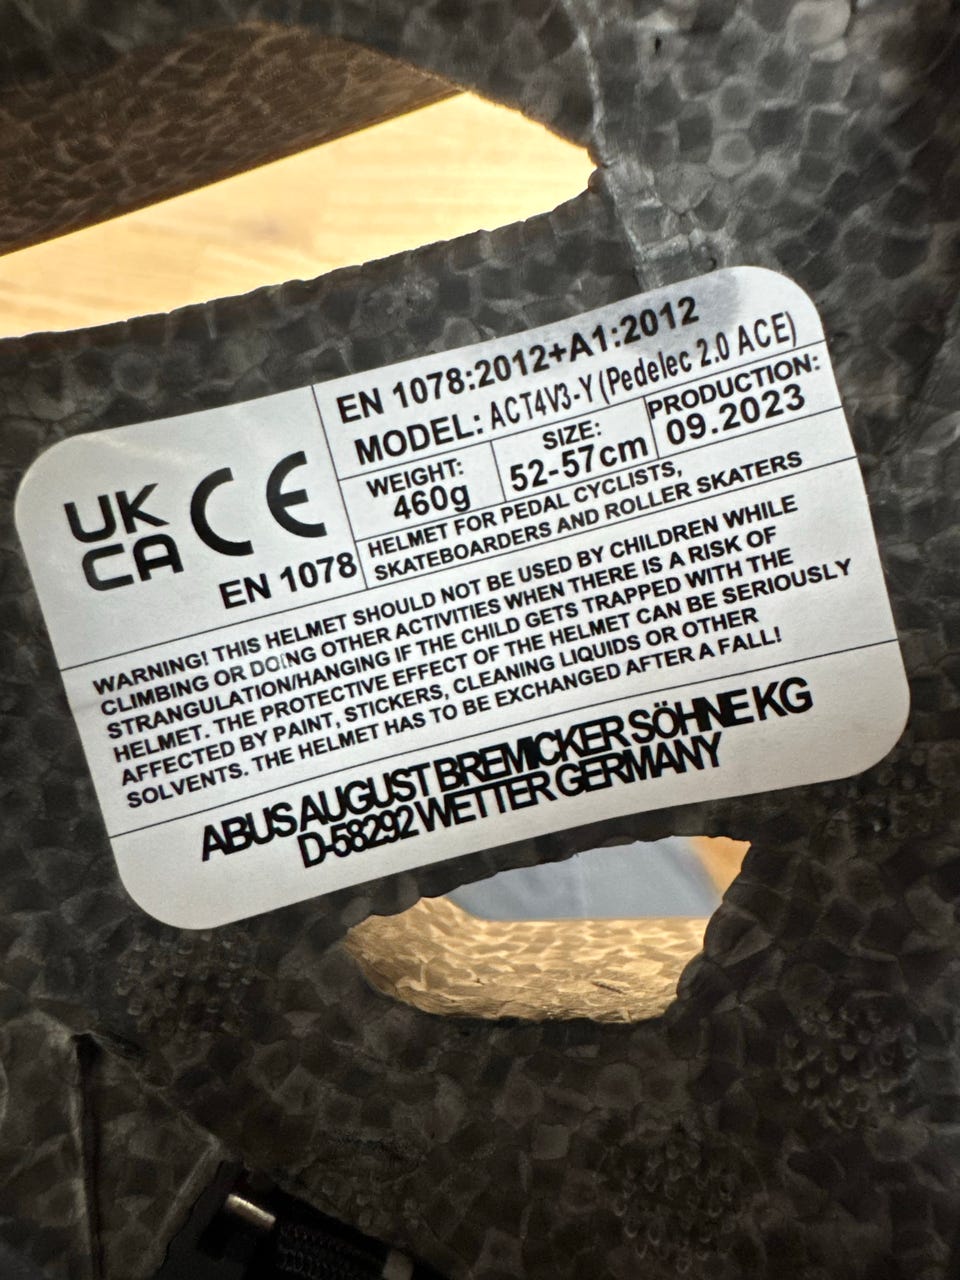 EN 1078:2012+A1:2012
MODEL: ACT4V3-Y (Pedelec 2.0 ACE)
WEIGHT:
460g
SIZE:
52-57cm
PRODUCTION:
09.2023
HELMET FOR PEDAL CYCLISTS,
SKATEBOARDERS AND ROLLER SKATERS
UK
CA
CE
EN 1078
WARNING! THIS HELMET SHOULD NOT BE USED BY CHILDREN WHILE
CLIMBING OR DOING OTHER ACTIVITIES WHEN THERE IS A RISK OF
STRANGULATION/HANGING IF THE CHILD GETS TRAPPED WITH THE
HELMET. THE PROTECTIVE EFFECT OF THE HELMET CAN BE SERIOUSLY
AFFECTED BY PAINT, STICKERS, CLEANING LIQUIDS OR OTHER
SOLVENTS. THE HELMET HAS TO BE EXCHANGED AFTER A FALL!
ABUS AUGUST BREMICKER SÖHNE KG
D-58292 WETTER GERMANY